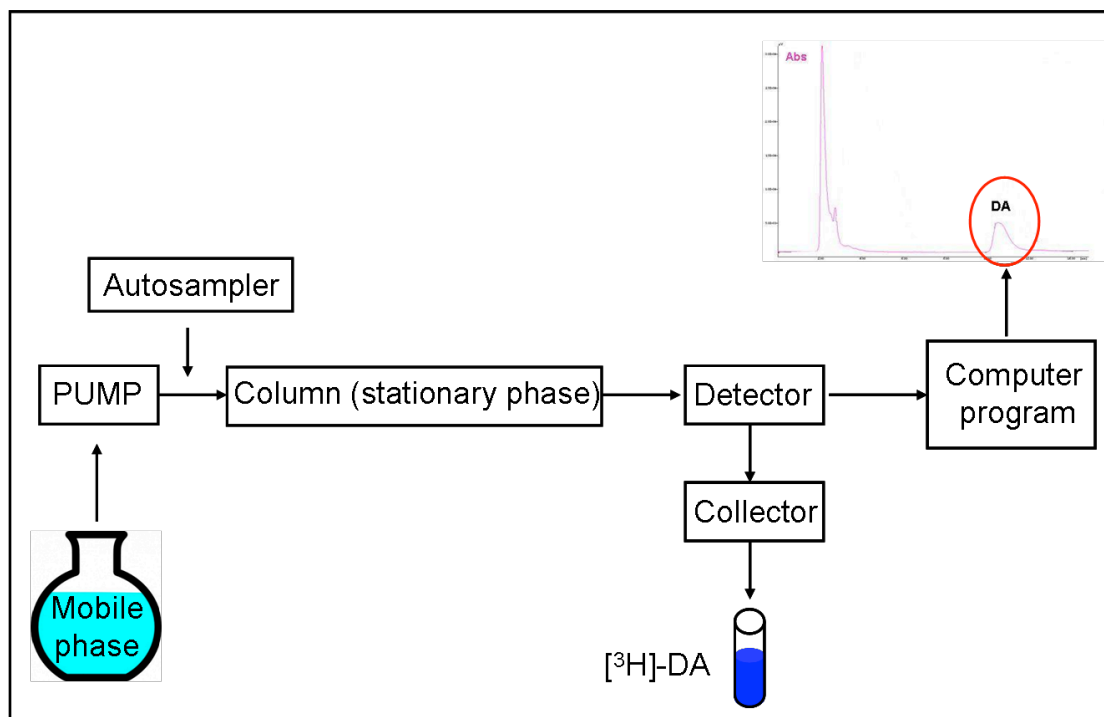 Abs
DA
Autosampler
PUMP
Column (stationary phase)
Detector
Computer
program
Collector
Mobile
phase
[³H]-DA